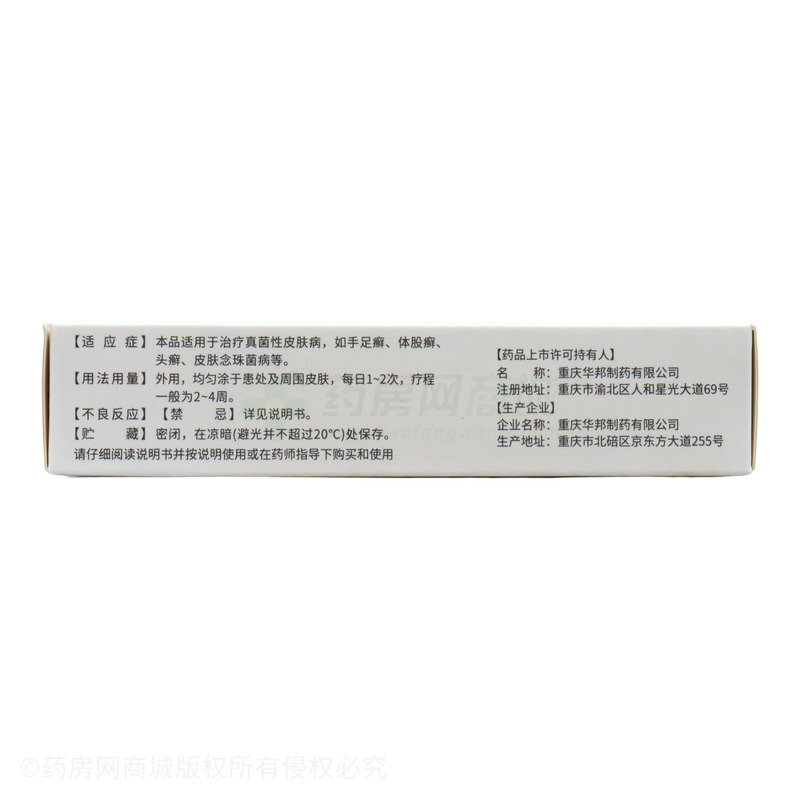 【适 应 症】本品适用于治疗真菌性皮肤病，如手足癣、体股癣、
头癣、皮肤念珠菌病等。
【用法用量】外用，均匀涂于患处及周围皮肤，每日1~2次，疗程
一般为2~4周。
【不良反应】【禁 忌】详见说明书。
【贮 藏】密闭，在凉暗(避光并不超过20℃)处保存。
请仔细阅读说明书并按说明使用或在药师指导下购买和使用
【药品上市许可持有人】
名 称：重庆华邦制药有限公司
注册地址：重庆市渝北区人和星光大道69号
【生产企业】
企业名称：重庆华邦制药有限公司
生产地址：重庆市北碚区京东方大道255号
药房网商
©药房网商城版权所有侵权必究